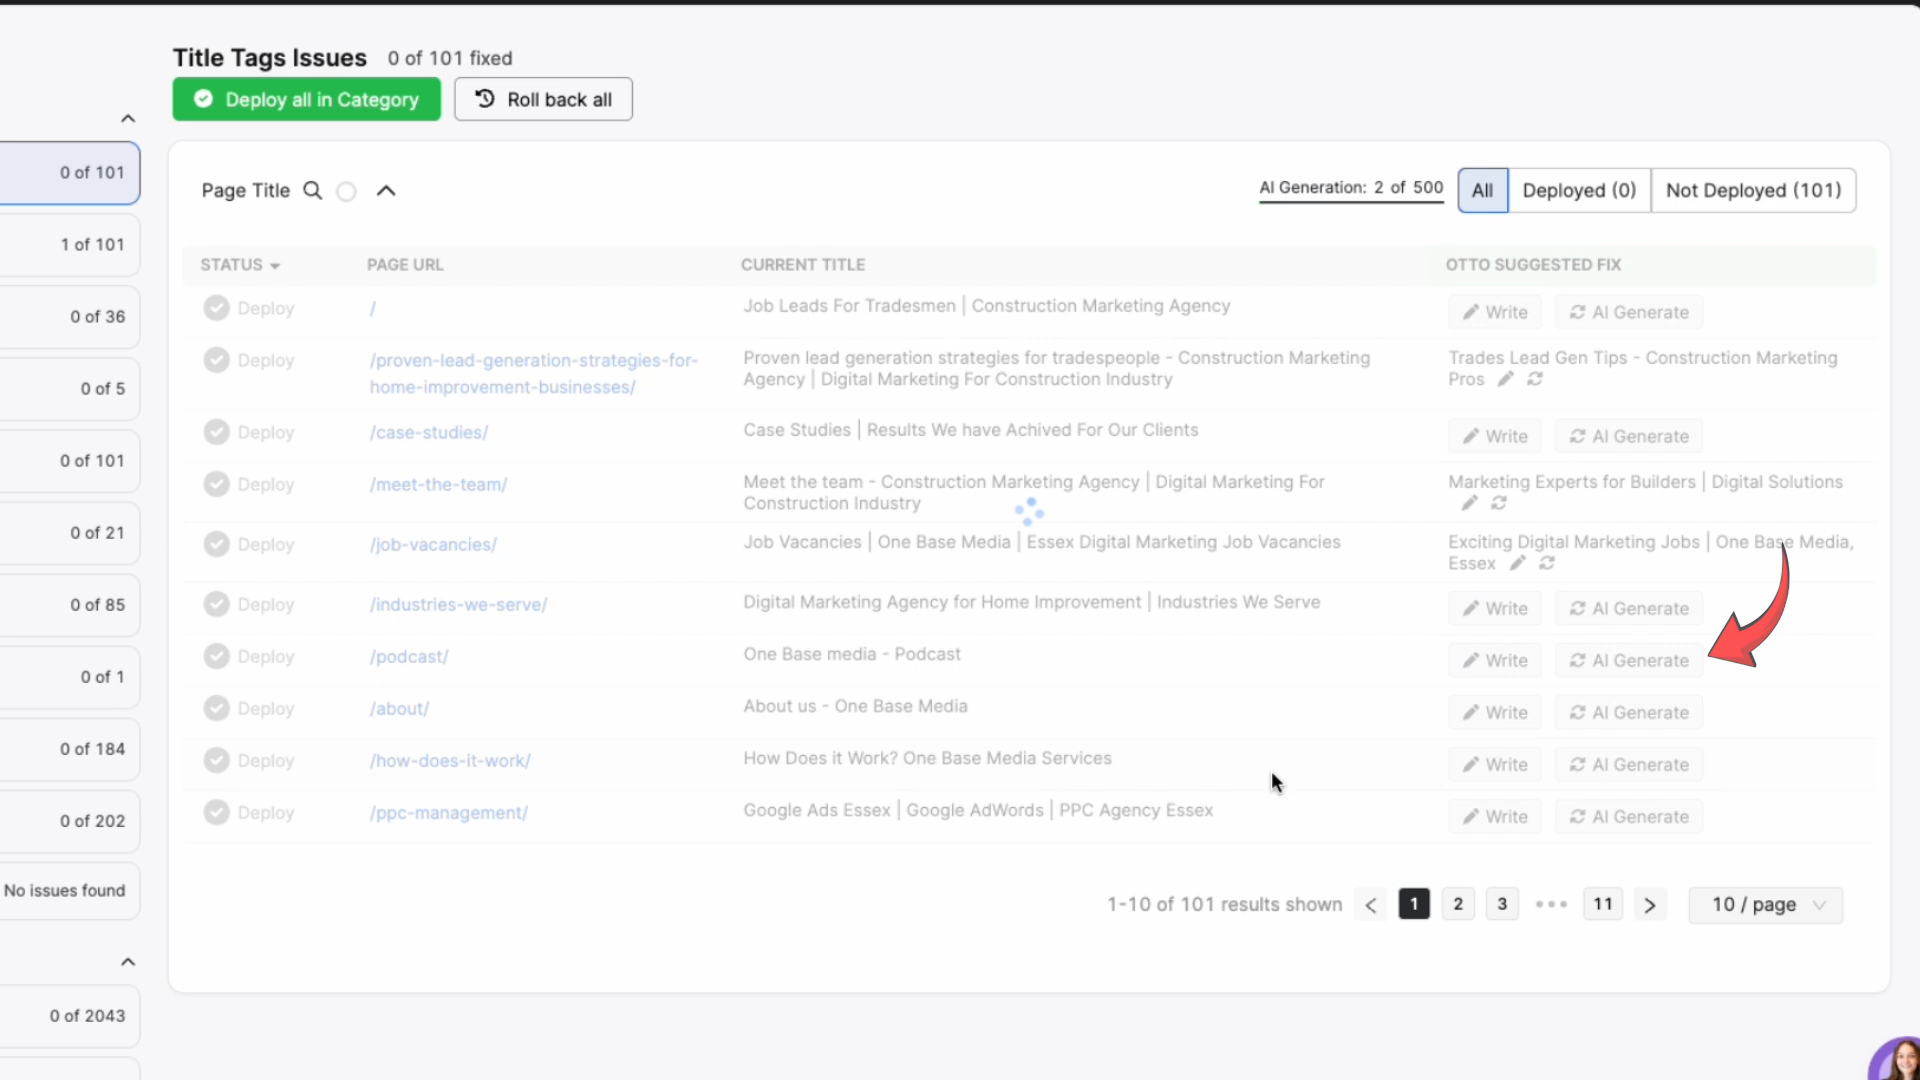 Title Tags Issues 0 of 101 fixed
Deploy all in Category Roll back all
0 of 101
1 of 101
0 of 36
0 of 5
0 of 101
0 of 21
0 of 85
0 of 1
0 of 184
0 of 202
No issues found
0 of 2043
Page Title AI Generation: 2 of 500 All Deployed (0) Not Deployed (101)
STATUS PAGE URL CURRENT TITLE OTTO SUGGESTED FIX
Deploy / Job Leads For Tradesmen | Construction Marketing Agency Write AI Generate
Deploy /proven-lead-generation-strategies-for- Proven lead generation strategies for tradespeople - Construction Marketing Trades Lead Gen Tips - Construction Marketing
home-improvement-businesses/ Agency | Digital Marketing For Construction Industry Pros
Deploy /case-studies/ Case Studies | Results We have Achived For Our Clients Write AI Generate
Deploy /meet-the-team/ Meet the team - Construction Marketing Agency | Digital Marketing For Marketing Experts for Builders | Digital Solutions
Construction Industry
Deploy /job-vacancies/ Job Vacancies | One Base Media | Essex Digital Marketing Job Vacancies Exciting Digital Marketing Jobs | One Base Media,
Essex
Deploy /industries-we-serve/ Digital Marketing Agency for Home Improvement | Industries We Serve Write AI Generate
Deploy /podcast/ One Base media - Podcast Write AI Generate
Deploy /about/ About us - One Base Media Write AI Generate
Deploy /how-does-it-work/ How Does it Work? One Base Media Services Write AI Generate
Deploy /ppc-management/ Google Ads Essex | Google AdWords | PPC Agency Essex Write AI Generate
1-10 of 101 results shown < 1 2 3 ••• 11 > 10 / page